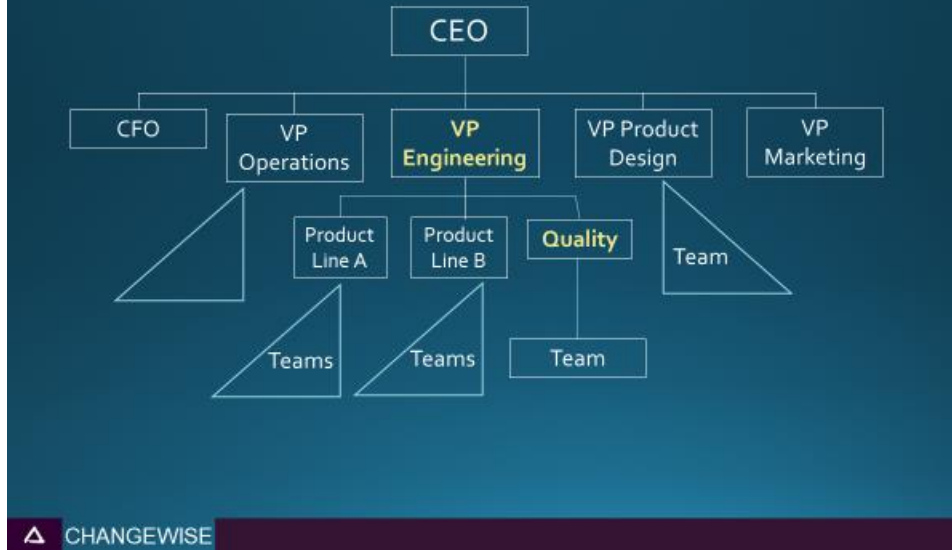 CEO
CFO
VP
Operations
VP
Engineering
VP Product
Design
VP
Marketing
Product
Line A
Product
Line B
Quality
Team
Teams
Teams
Team
CHANGEWISE